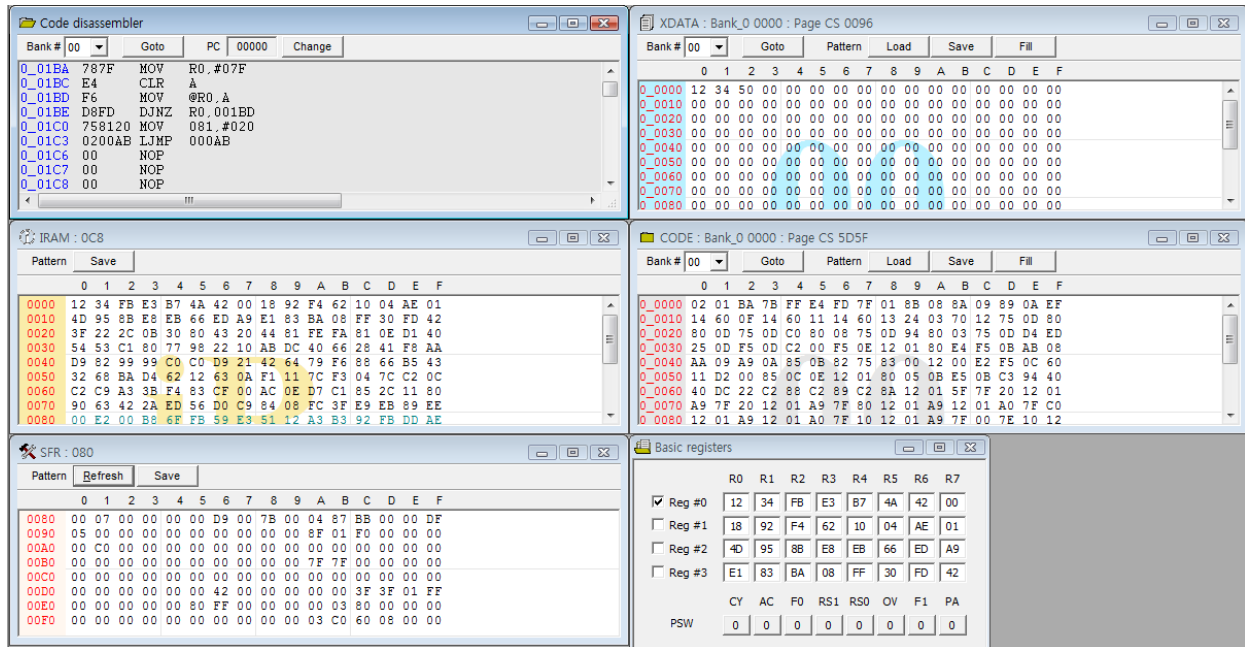 Code disassembler
Bank # 00 Goto PC 00000 Change
0_01BA 787F MOV R0,#07F
0_01BC E4 CLR A
0_01BD F6 MOV @R0,A
0_01BE D8FD DJNZ R0,001BD
0_01C0 758120 MOV 081,#020
0_01C3 0200AB LJMP 000AB
0_01C6 00 NOP
0_01C7 00 NOP
0_01C8 00 NOP
XDATA : Bank_0 0000 : Page CS 0096
Bank # 00 Goto Pattern Load Save Fill
0 1 2 3 4 5 6 7 8 9 A B C D E F
0_0000 12 34 50 00 00 00 00 00 00 00 00 00 00 00 00 00
0_0010 00 00 00 00 00 00 00 00 00 00 00 00 00 00 00 00
0_0020 00 00 00 00 00 00 00 00 00 00 00 00 00 00 00 00
0_0030 00 00 00 00 00 00 00 00 00 00 00 00 00 00 00 00
0_0040 00 00 00 00 00 00 00 00 00 00 00 00 00 00 00 00
0_0050 00 00 00 00 00 00 00 00 00 00 00 00 00 00 00 00
0_0060 00 00 00 00 00 00 00 00 00 00 00 00 00 00 00 00
0_0070 00 00 00 00 00 00 00 00 00 00 00 00 00 00 00 00
0_0080 00 00 00 00 00 00 00 00 00 00 00 00 00 00 00 00
IRAM : 0C8
Pattern Save
0 1 2 3 4 5 6 7 8 9 A B C D E F
0000 12 34 FB E3 B7 4A 42 00 18 92 F4 62 10 04 AE 01
0010 4D 95 8B E8 EB 66 ED A9 E1 83 BA 08 FF 30 FD 42
0020 3F 22 2C 0B 30 80 43 20 44 81 FE FA 81 0E D1 40
0030 54 53 C1 80 77 98 22 10 AB DC 40 66 28 41 F8 AA
0040 D9 82 99 99 C0 C0 D9 21 42 64 79 F6 88 66 B5 43
0050 32 68 BA D4 62 12 63 0A F1 11 7C F3 04 7C C2 0C
0060 C2 C9 A3 3B F4 83 CF 00 AC 0E D7 C1 85 2C 11 80
0070 90 63 42 2A ED 56 D0 C9 84 08 FC 3F E9 EB 89 EE
0080 00 E2 00 B8 6F FB 59 E3 51 12 A3 B3 92 FB DD AE
CODE : Bank_0 0000 : Page CS 5D5F
Bank # 00 Goto Pattern Load Save Fill
0 1 2 3 4 5 6 7 8 9 A B C D E F
0_0000 02 01 BA 7B FF E4 FD 7F 01 8B 08 8A 09 89 0A EF
0_0010 14 60 0F 14 60 11 14 60 13 24 03 70 12 75 0D 80
0_0020 80 0D 75 0D C0 80 08 75 0D 94 80 03 75 0D D4 ED
0_0030 25 0D F5 0D C2 00 F5 0E 12 01 80 E4 F5 0B AB 08
0_0040 AA 09 A9 0A 85 0B 82 75 83 00 12 00 E2 F5 0C 60
0_0050 11 D2 00 85 0C 0E 12 01 80 05 0B E5 0B C3 94 40
0_0060 40 DC 22 C2 88 C2 89 C2 8A 12 01 5F 7F 20 12 01
0_0070 A9 7F 20 12 01 A9 7F 80 12 01 A9 12 01 A0 7F C0
0_0080 12 01 A9 12 01 A0 7F 10 12 01 A9 7F 00 7E 10 12
SFR : 080
Pattern Refresh Save
0 1 2 3 4 5 6 7 8 9 A B C D E F
0080 00 07 00 00 00 00 D9 00 7B 00 04 87 BB 00 00 DF
0090 05 00 00 00 00 00 00 00 00 00 8F 01 F0 00 00 00
00A0 00 C0 00 00 00 00 00 00 00 00 00 00 00 00 00 00
00B0 00 00 00 00 00 00 00 00 00 00 7F 7F 00 00 00 00
00C0 00 00 00 00 00 00 00 00 00 00 00 00 00 00 00 00
00D0 00 00 00 00 00 00 42 00 00 00 00 00 3F 3F 01 FF
00E0 00 00 00 00 00 80 FF 00 00 00 00 03 80 00 00 00
00F0 00 00 00 00 00 00 00 00 00 00 03 C0 60 08 00 00
Basic registers
R0 R1 R2 R3 R4 R5 R6 R7
Reg #0 12 34 FB E3 B7 4A 42 00
Reg #1 18 92 F4 62 10 04 AE 01
Reg #2 4D 95 8B E8 EB 66 ED A9
Reg #3 E1 83 BA 08 FF 30 FD 42
CY AC F0 RS1 RS0 OV F1 PA
PSW 0 0 0 0 0 0 0 0